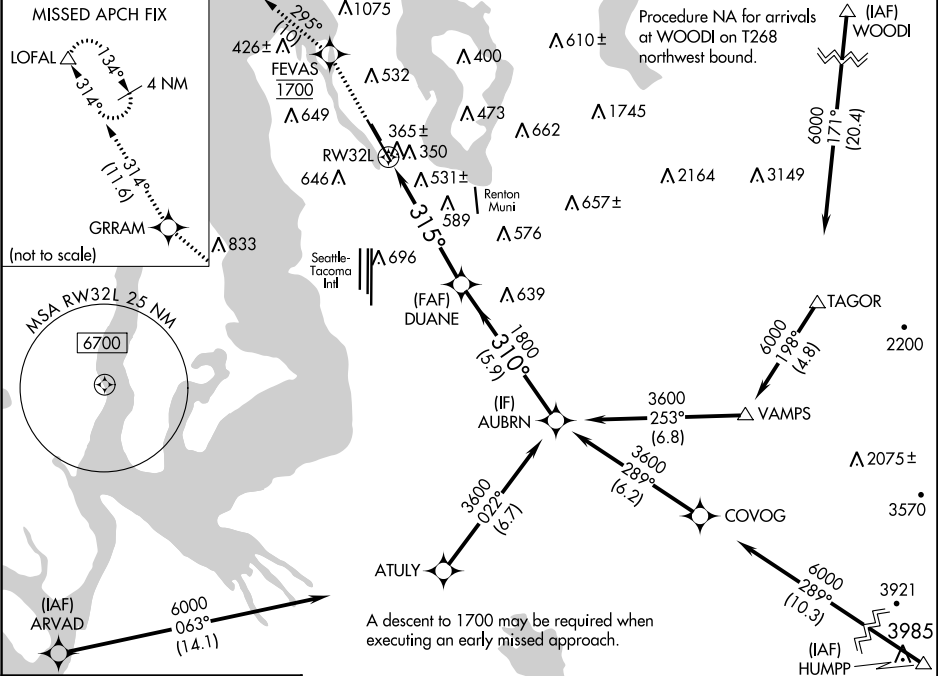 MISSED APCH FIX
LOFAL
134°
4 NM
314°
314°
(11.6)
GRRAM
(not to scale)
295°
(10)
1075
426±
FEVAS
1700
532
400
610±
Procedure NA for arrivals
at WOODI on T268
northwest bound.
(IAF)
WOODI
6000
171°
(20.4)
649
473
1745
662
365±
RW32L
350
646
531±
589
Renton
Muni
657±
2164
3149
315°
576
833
Seattle-
Tacoma
Intl
696
(FAF)
DUANE
639
TAGOR
6000
198°
(4.8)
2200
MSA RW32L 25 NM
6700
1800
310°
(5.9)
(IF)
AUBRN
3600
253°
(6.8)
VAMPS
3600
289°
(6.2)
2075±
3570
COVOG
3600
022°
(6.7)
ATULY
6000
289°
(10.3)
3921
3985
(IAF)
HUMPP
(IAF)
ARVAD
6000
063°
(14.1)
A descent to 1700 may be required when
executing an early missed approach.